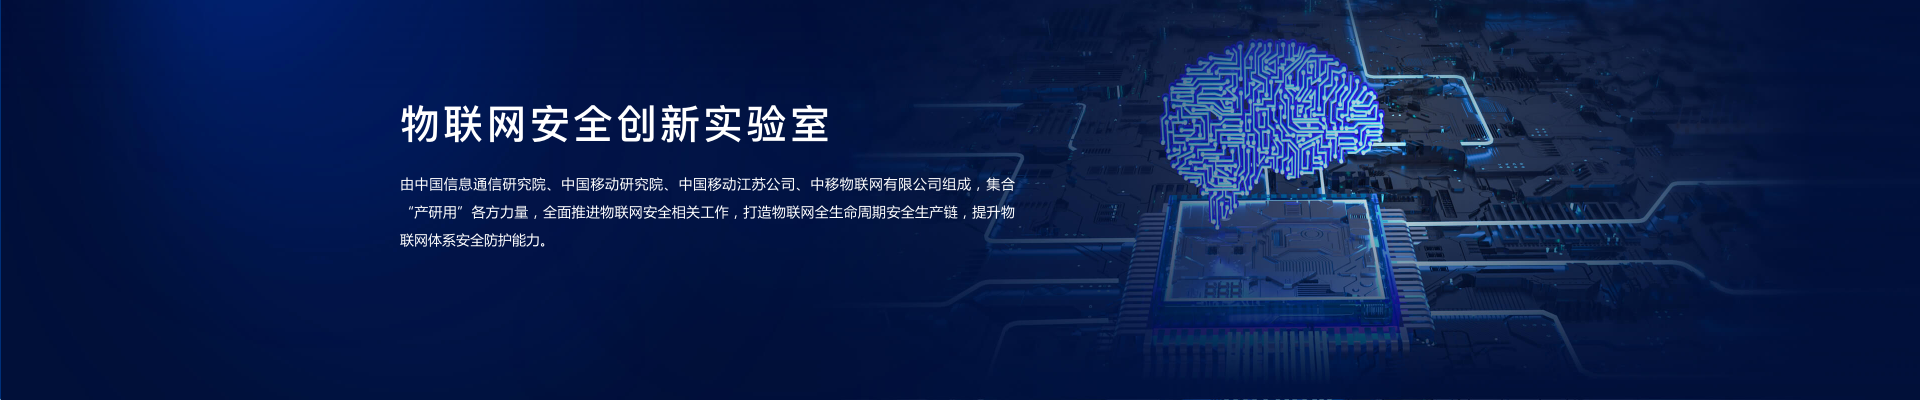 物联网安全创新实验室
由中国信息通信研究院、中国移动研究院、中国移动江苏公司、中移物联网有限公司组成，集合
“产研用”各方力量，全面推进物联网安全相关工作，打造物联网全生命周期安全生产链，提升物
联网体系安全防护能力。